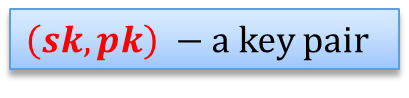 (sk, pk) – a key pair